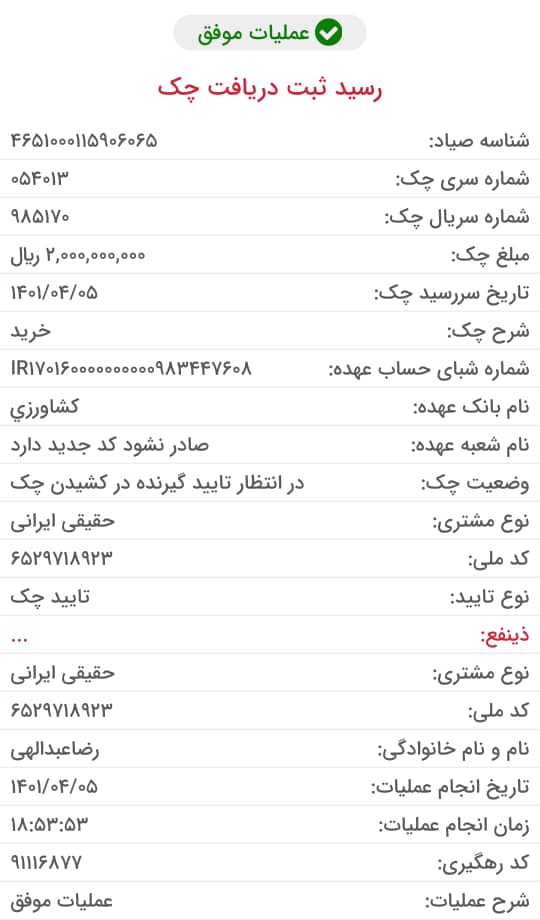 عملیات موفق
رسید ثبت دریافت چک
شناسه صیاد: ۴۶۵۱۰۰۰۱۱۵۹۰۶۰۶۵
شماره سری چک: ۰۵۴۰۱۳
شماره سریال چک: ۹۸۵۱۷۰
مبلغ چک: ۲,۰۰۰,۰۰۰,۰۰۰ ریال
تاریخ سررسید چک: ۱۴۰۱/۰۴/۰۵
شرح چک: خرید
شماره شبای حساب عهده: IR۱۷۰۱۶۰۰۰۰۰۰۰۰۰۰۹۸۳۴۴۷۶۰۸
نام بانک عهده: کشاورزي
نام شعبه عهده: صادر نشود کد جدید دارد
وضعیت چک: در انتظار تایید گیرنده در کشیدن چک
نوع مشتری: حقیقی ایرانی
کد ملی: ۶۵۲۹۷۱۸۹۲۳
نوع تایید: تایید چک
ذینفع: ...
نوع مشتری: حقیقی ایرانی
کد ملی: ۶۵۲۹۷۱۸۹۲۳
نام و نام خانوادگی: رضاعبدالهی
تاریخ انجام عملیات: ۱۴۰۱/۰۴/۰۵
زمان انجام عملیات: ۱۸:۵۳:۵۳
کد رهگیری: ۹۱۱۱۶۸۷۷
شرح عملیات: عملیات موفق